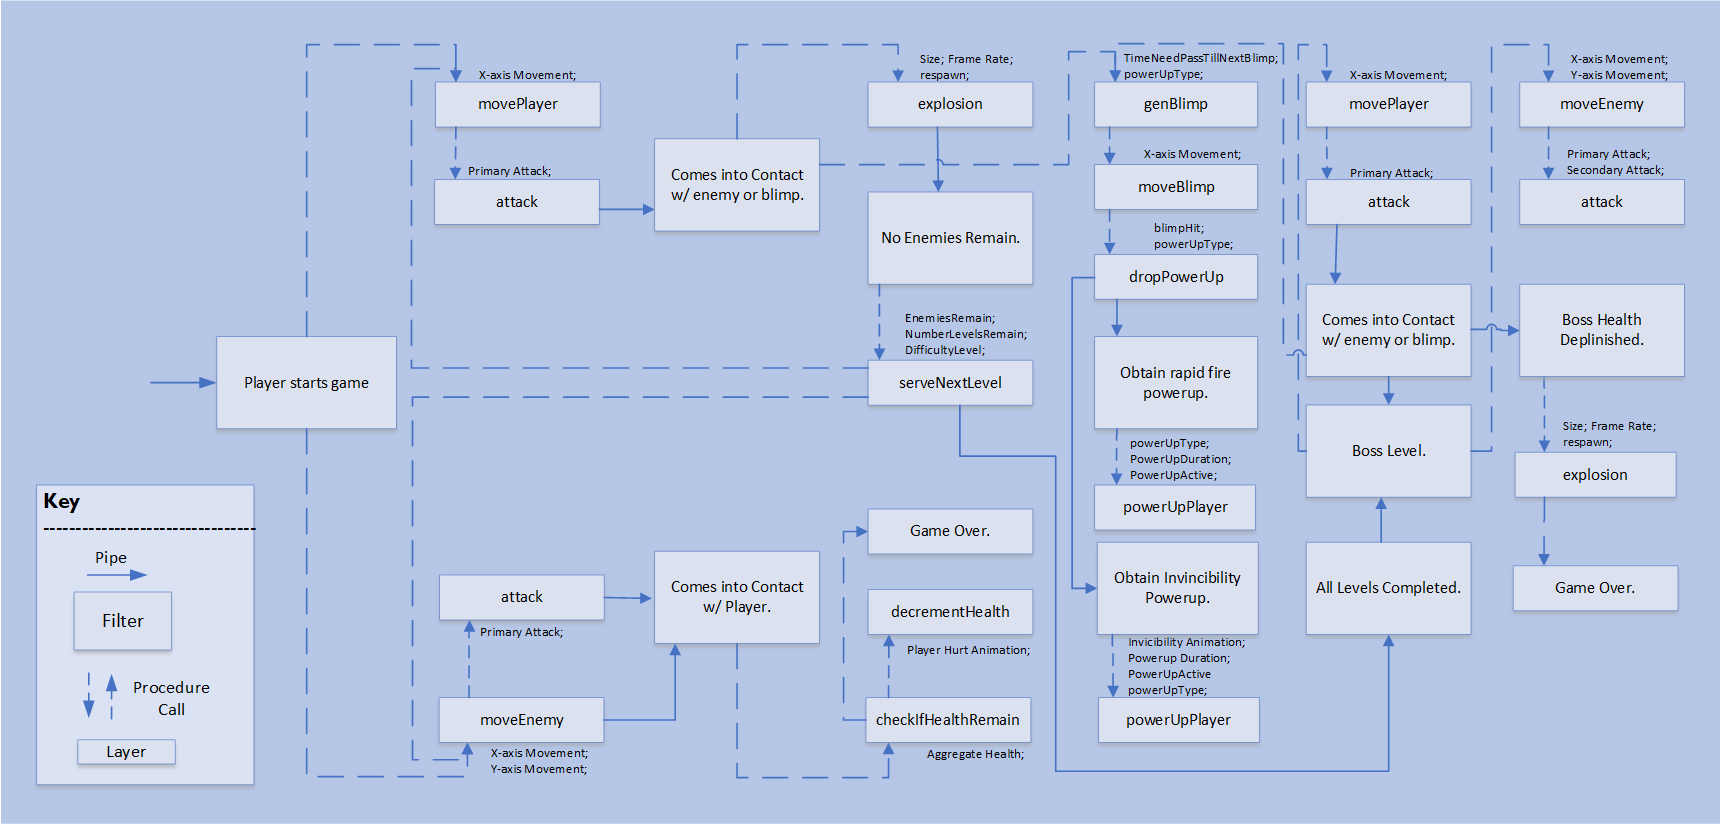 Player starts game
X-axis Movement;
movePlayer
Primary Attack;
attack
Comes into Contact
w/ enemy or blimp.
Size; Frame Rate;
respawn;
explosion
No Enemies Remain.
EnemiesRemain;
NumberLevelsRemain;
DifficultyLevel;
serveNextLevel
attack
Primary Attack;
moveEnemy
X-axis Movement;
Y-axis Movement;
Comes into Contact
w/ Player.
Game Over.
decrementHealth
Player Hurt Animation;
checkIfHealthRemain
Aggregate Health;
TimeNeedPassTillNextBlimp;
powerUpType;
genBlimp
X-axis Movement;
moveBlimp
blimpHit;
powerUpType;
dropPowerUp
Obtain rapid fire
powerup.
powerUpType;
PowerUpDuration;
PowerUpActive;
powerUpPlayer
Obtain Invincibility
Powerup.
Invicibility Animation;
Powerup Duration;
PowerUpActive
powerUpType;
powerUpPlayer
X-axis Movement;
movePlayer
Primary Attack;
attack
Comes into Contact
w/ enemy or blimp.
Boss Level.
All Levels Completed.
X-axis Movement;
Y-axis Movement;
moveEnemy
Primary Attack;
Secondary Attack;
attack
Boss Health
Deplinished.
Size; Frame Rate;
respawn;
explosion
Game Over.
Key
Pipe
Filter
Procedure
Call
Layer